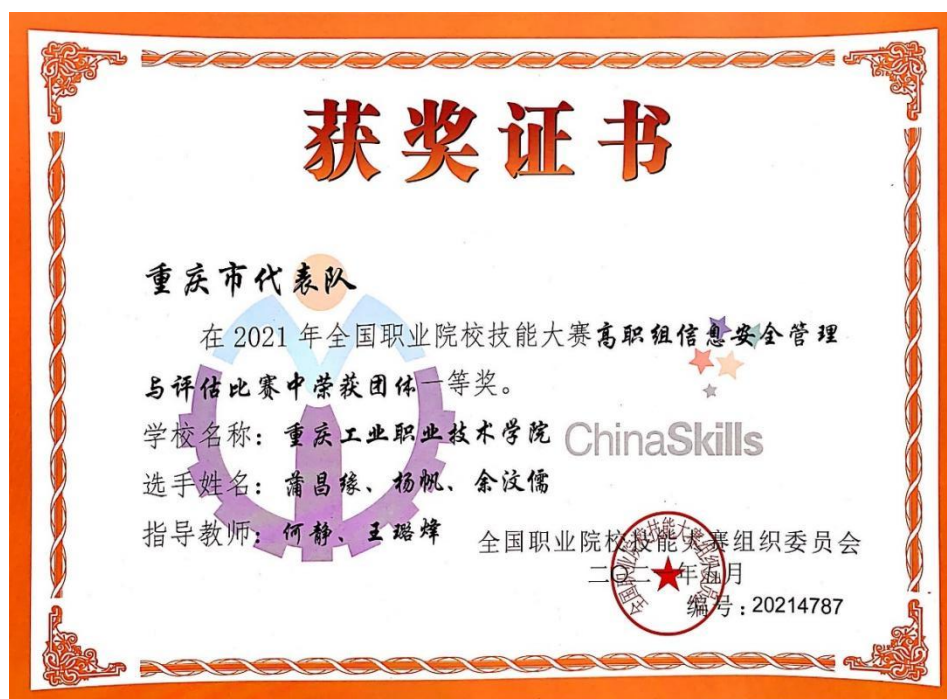 获奖证书
重庆市代表队
在 2021 年全国职业院校技能大赛高职组信息安全管理
与评估比赛中荣获团体一等奖。
学校名称：重庆工业职业技术学院
ChinaSkills
选手姓名：蒲昌缘、杨帆、余汶儒
指导教师：何静、王璐烽
全国职业院校技能大赛组织委员会
二〇二一年九月
编号：20214787